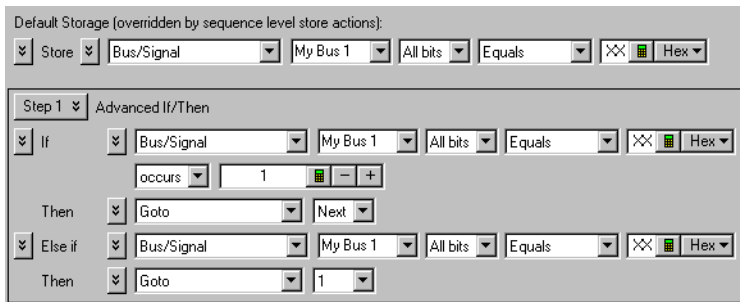 Default Storage (overridden by sequence level store actions):
Store Bus/Signal My Bus 1 All bits Equals XX Hex
Step 1 Advanced If/Then
If Bus/Signal My Bus 1 All bits Equals XX Hex
occurs 1 − +
Then Goto Next
Else if Bus/Signal My Bus 1 All bits Equals XX Hex
Then Goto 1